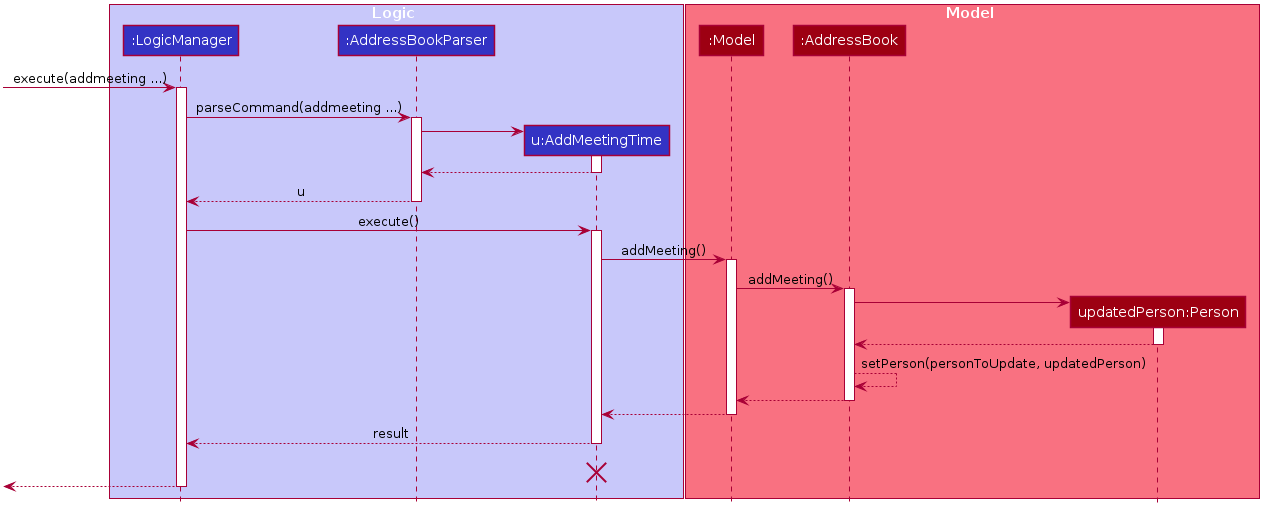 Logic
Model
:LogicManager
:AddressBookParser
:Model
:AddressBook
execute(addmeeting ...)
parseCommand(addmeeting ...)
u:AddMeetingTime
u
execute()
addMeeting()
addMeeting()
updatedPerson:Person
setPerson(personToUpdate, updatedPerson)
result